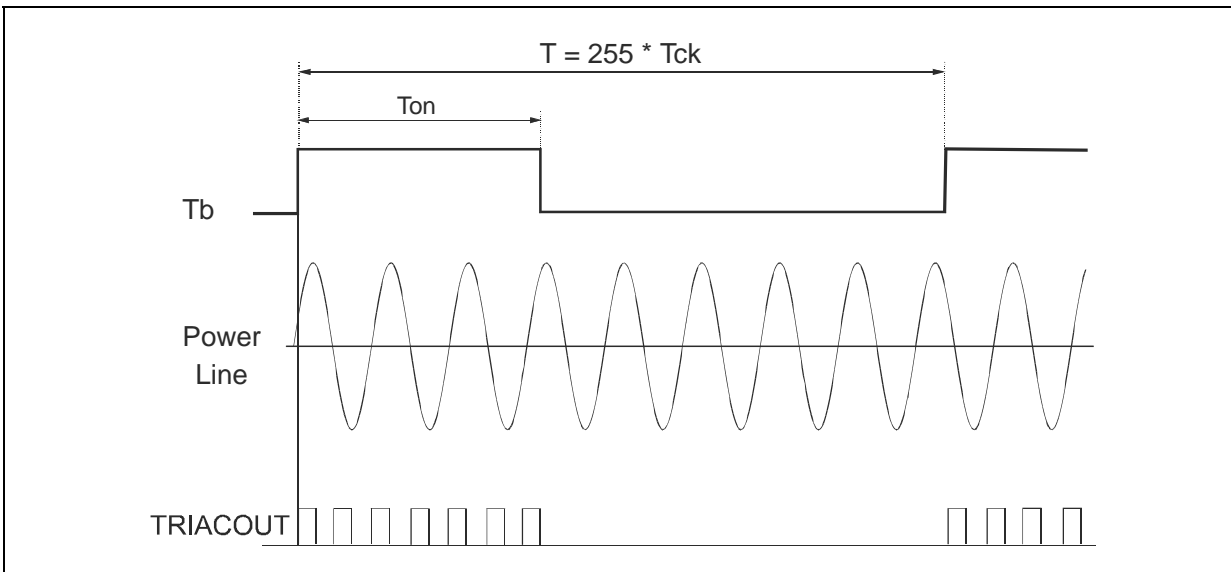 T = 255 * Tck
Ton
Tb
Power
Line
TRIACOUT